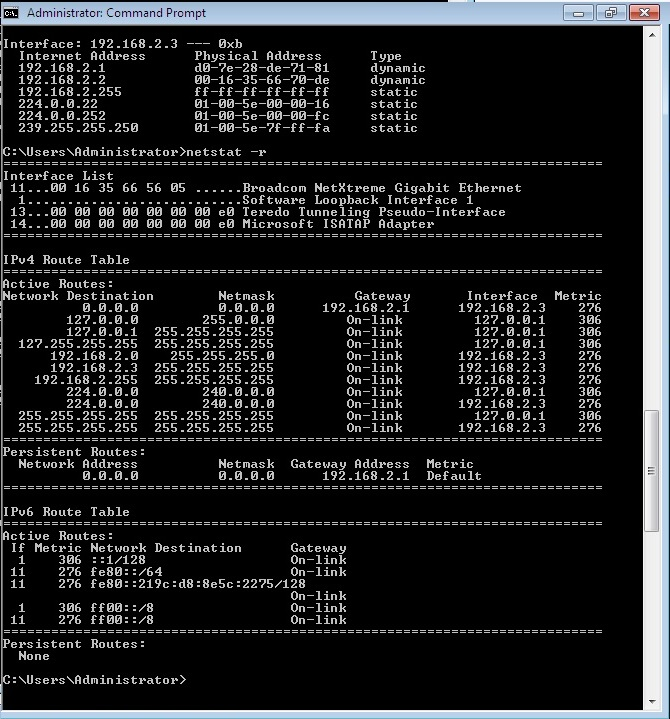 Administrator: Command Prompt
Interface: 192.168.2.3 --- 0xb
  Internet Address      Physical Address      Type
  192.168.2.1           d0-7e-28-de-71-81     dynamic
  192.168.2.2           00-16-35-66-70-de     dynamic
  192.168.2.255         ff-ff-ff-ff-ff-ff     static
  224.0.0.22            01-00-5e-00-00-16     static
  224.0.0.252           01-00-5e-00-00-fc     static
  239.255.255.250       01-00-5e-7f-ff-fa     static
C:\Users\Administrator>netstat -r
===========================================================================
Interface List
 11...00 16 35 66 56 05 ......Broadcom NetXtreme Gigabit Ethernet
  1...........................Software Loopback Interface 1
 13...00 00 00 00 00 00 00 e0 Teredo Tunneling Pseudo-Interface
 14...00 00 00 00 00 00 00 e0 Microsoft ISATAP Adapter
===========================================================================
IPv4 Route Table
===========================================================================
Active Routes:
Network Destination        Netmask          Gateway       Interface  Metric
          0.0.0.0          0.0.0.0      192.168.2.1      192.168.2.3    276
        127.0.0.0        255.0.0.0         On-link         127.0.0.1    306
        127.0.0.1  255.255.255.255         On-link         127.0.0.1    306
  127.255.255.255  255.255.255.255         On-link         127.0.0.1    306
      192.168.2.0    255.255.255.0         On-link       192.168.2.3    276
      192.168.2.3  255.255.255.255         On-link       192.168.2.3    276
    192.168.2.255  255.255.255.255         On-link       192.168.2.3    276
        224.0.0.0        240.0.0.0         On-link         127.0.0.1    306
        224.0.0.0        240.0.0.0         On-link       192.168.2.3    276
  255.255.255.255  255.255.255.255         On-link         127.0.0.1    306
  255.255.255.255  255.255.255.255         On-link       192.168.2.3    276
===========================================================================
Persistent Routes:
  Network Address          Netmask  Gateway Address  Metric
          0.0.0.0          0.0.0.0      192.168.2.1  Default
===========================================================================
IPv6 Route Table
===========================================================================
Active Routes:
 If Metric Network Destination      Gateway
  1    306 ::1/128                  On-link
 11    276 fe80::/64                On-link
 11    276 fe80::219c:d8:8e5c:2275/128
                                    On-link
  1    306 ff00::/8                 On-link
 11    276 ff00::/8                 On-link
===========================================================================
Persistent Routes:
  None
C:\Users\Administrator>